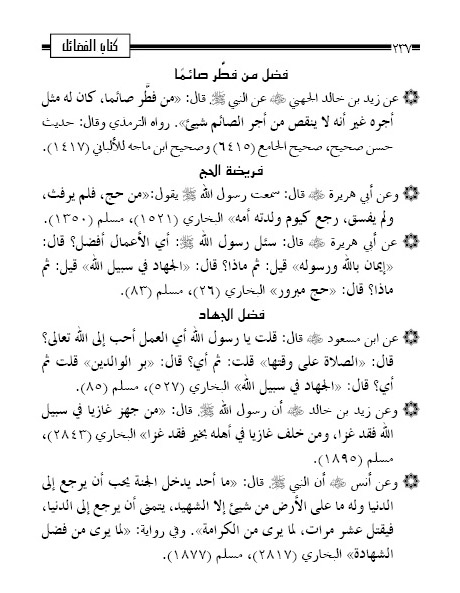 ٢٣٧ كتاب الفضائل
فضل من فطَّر صائمًا
عن زيد بن خالد الجهني ﷺ عن النبي ﷺ قال: «من فطَّر صائما، كان له مثل
أجره غير أنه لا ينقص من أجر الصائم شيئ». رواه الترمذي وقال: حديث
حسن صحيح، صحيح الجامع (٦٤١٥) وصحيح ابن ماجه للألباني (١٤١٧).
فريضة الحج
وعن أبي هريرة ﷺ قال: سمعت رسول الله ﷺ يقول:«من حج، فلم يرفث،
ولم يفسق، رجع كيوم ولدته أمه» البخاري (١٥٢١)، مسلم (١٣٥٠).
عن أبي هريرة ﷺ قال: سئل رسول الله ﷺ: أي الأعمال أفضل؟ قال:
«إيمان بالله ورسوله» قيل: ثم ماذا؟ قال: «الجهاد في سبيل الله» قيل: ثم
ماذا؟ قال: «حج مبرور» البخاري (٢٦)، مسلم (٨٣).
فضل الجهاد
عن ابن مسعود ﷺ قال: قلت يا رسول الله أي العمل أحب إلى الله تعالى؟
قال: «الصلاة على وقتها» قلت: ثم أي؟ قال: «بر الوالدين» قلت ثم
أي؟ قال: «الجهاد في سبيل الله» البخاري (٥٢٧)، مسلم (٨٥).
وعن زيد بن خالد ﷺ أن رسول الله ﷺ. قال: «من جهز غازيا في سبيل
الله فقد غزا، ومن خلف غازيا في أهله بخير فقد غزا» البخاري (٢٨٤٣)،
مسلم (١٨٩٥).
وعن أنس ﷺ أن النبي ﷺ. قال: «ما أحد يدخل الجنة يحب أن يرجع إلى
الدنيا وله ما على الأرض من شيئ إلا الشهيد، يتمنى أن يرجع إلى الدنيا،
فيقتل عشر مرات، لما يرى من الكرامة». وفي رواية: «لما يرى من فضل
الشهادة» البخاري (٢٨١٧)، مسلم (١٨٧٧).